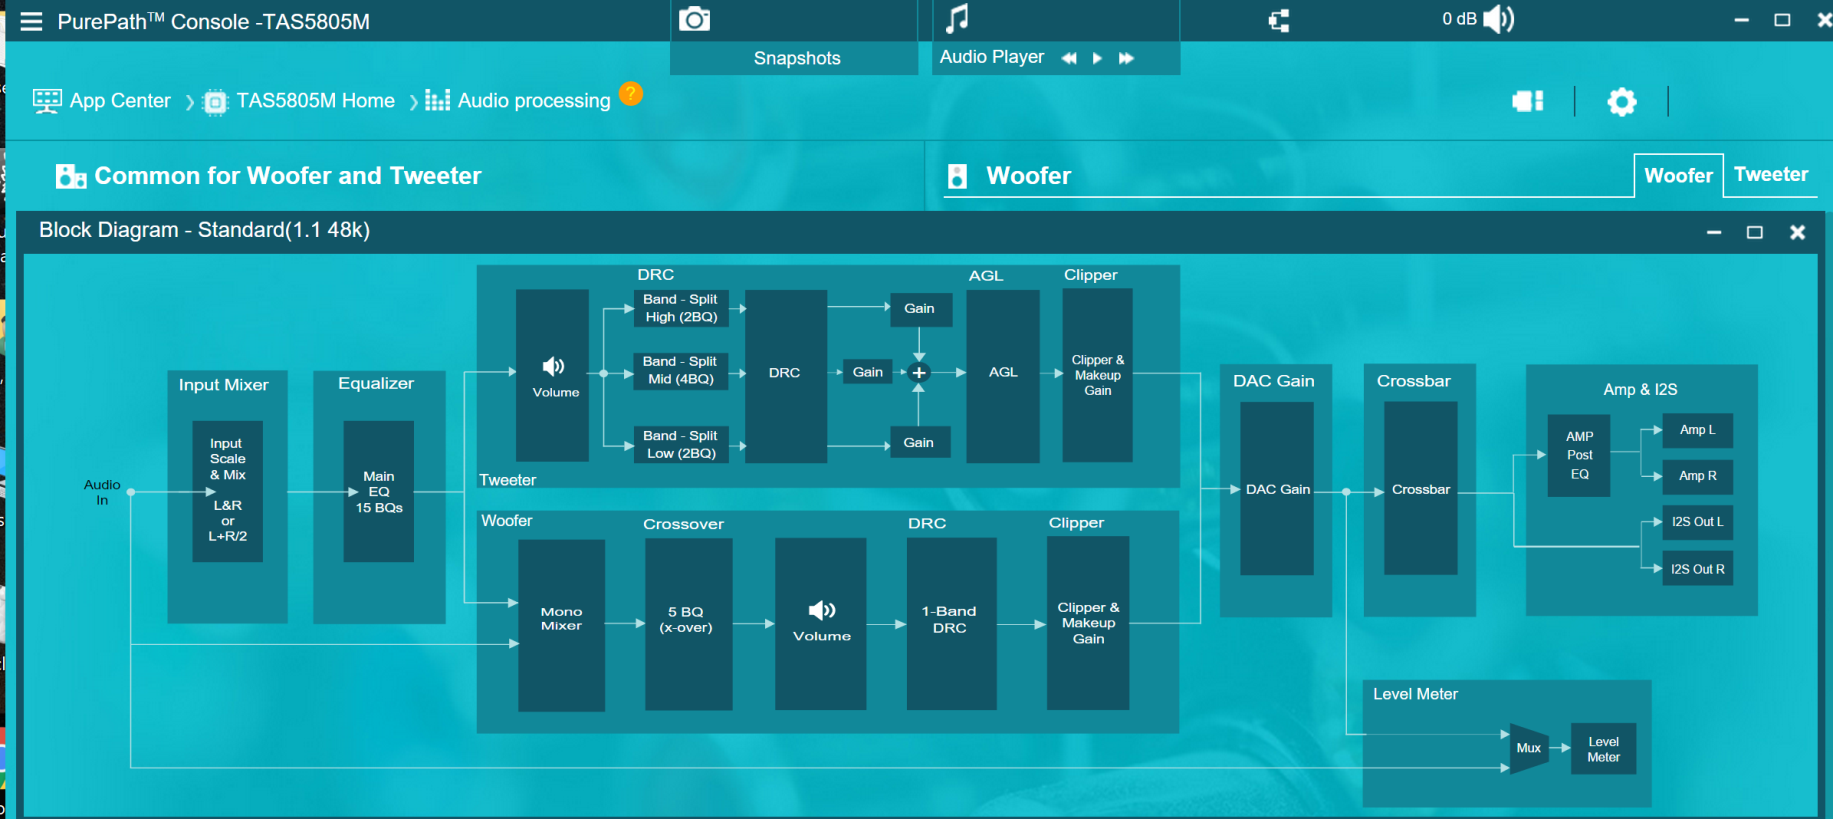 PurePath™ Console -TAS5805M
0 dB
Snapshots
Audio Player
App Center
TAS5805M Home
Audio processing
?
Common for Woofer and Tweeter
Woofer
Woofer
Tweeter
Block Diagram - Standard(1.1 48k)
DRC
AGL
Clipper
Band - Split
High (2BQ)
Gain
Volume
Band - Split
Mid (4BQ)
DRC
Gain
+
AGL
Clipper &
Makeup
Gain
Band - Split
Low (2BQ)
Gain
Tweeter
Input Mixer
Input
Scale
& Mix
L&R
or
L+R/2
Equalizer
Main
EQ
15 BQs
Audio
In
Woofer
Crossover
DRC
Clipper
Mono
Mixer
5 BQ
(x-over)
Volume
1-Band
DRC
Clipper &
Makeup
Gain
DAC Gain
DAC Gain
Crossbar
Crossbar
Amp & I2S
AMP
Post
EQ
Amp L
Amp R
I2S Out L
I2S Out R
Level Meter
Mux
Level
Meter